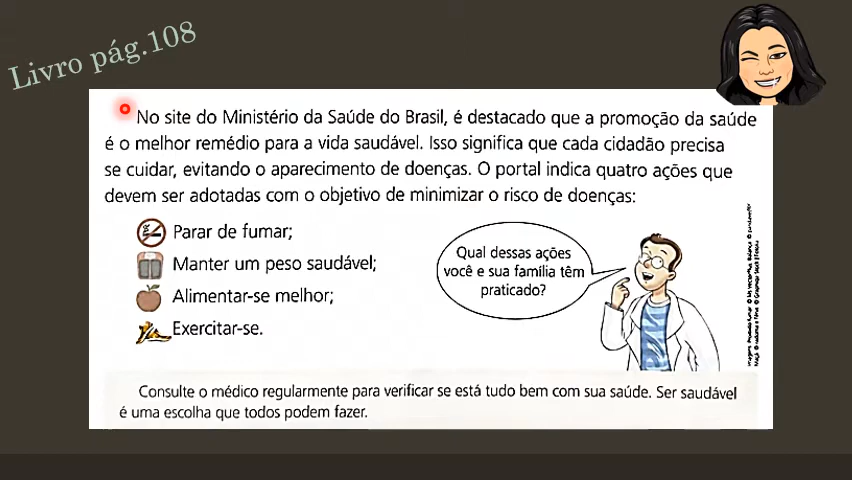 Livro pág.108
No site do Ministério da Saúde do Brasil, é destacado que a promoção da saúde
é o melhor remédio para a vida saudável. Isso significa que cada cidadão precisa
se cuidar, evitando o aparecimento de doenças. O portal indica quatro ações que
devem ser adotadas com o objetivo de minimizar o risco de doenças:
Parar de fumar;
Manter um peso saudável;
Alimentar-se melhor;
Exercitar-se.
Qual dessas ações
você e sua família têm
praticado?
Consulte o médico regularmente para verificar se está tudo bem com sua saúde. Ser saudável
é uma escolha que todos podem fazer.